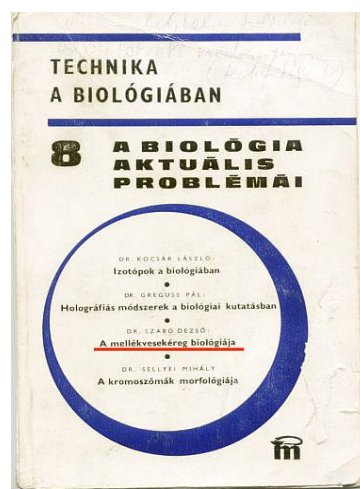 TECHNIKA
A BIOLÓGIÁBAN
8 A BIOLÓGIA
AKTUÁLIS
PROBLÉMÁI
DR. KOCSÁR LÁSZLÓ:
Izotópok a biológiában
DR. GREGUSS PÁL:
Holográfiás módszerek a biológiai kutatásban
DR. SZABÓ DEZSŐ:
A mellékvesekéreg biológiája
DR. SELLYEI MIHÁLY
A kromoszómák morfológiája
m